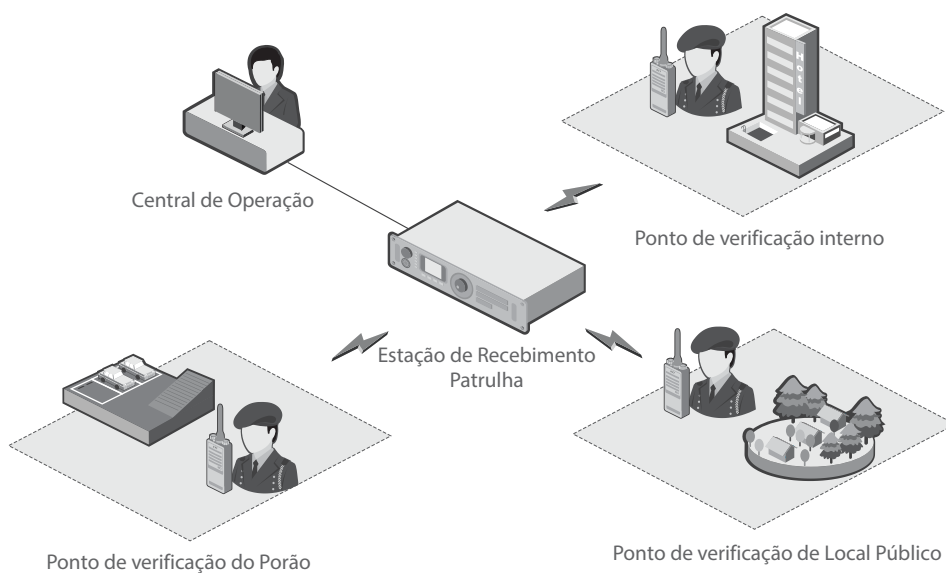 Hotel
Central de Operação
Ponto de verificação interno
Estação de Recebimento
Patrulha
Ponto de verificação do Porão
Ponto de verificação de Local Público